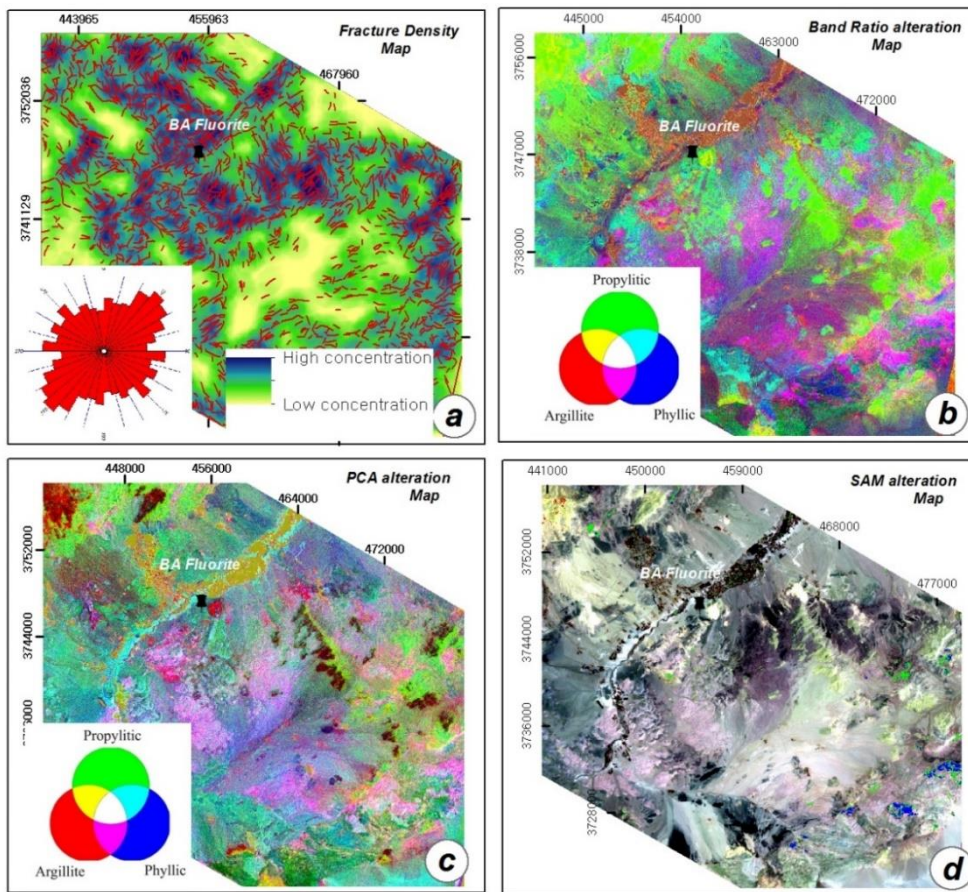 443965
455963
Fracture Density
Map
467960
3752036
BA Fluorite
3741129
High concentration
Low concentration
a
445000
454000
Band Ratio alteration
Map
463000
3756000
472000
BA Fluorite
3747000
3738000
Propylitic
Argillite
Phyllic
b
448000
456000
PCA alteration
Map
464000
3752000
472000
BA Fluorite
3744000
Propylitic
Argillite
Phyllic
c
441000
450000
459000
SAM alteration
Map
468000
3752000
BA Fluorite
477000
3744000
3736000
3728
d